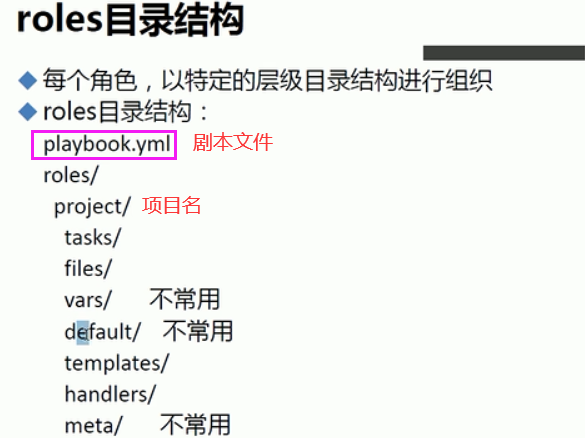 roles目录结构
每个角色，以特定的层级目录结构进行组织
roles目录结构：
playbook.yml 剧本文件
roles/
project/ 项目名
tasks/
files/
vars/ 不常用
default/ 不常用
templates/
handlers/
meta/ 不常用